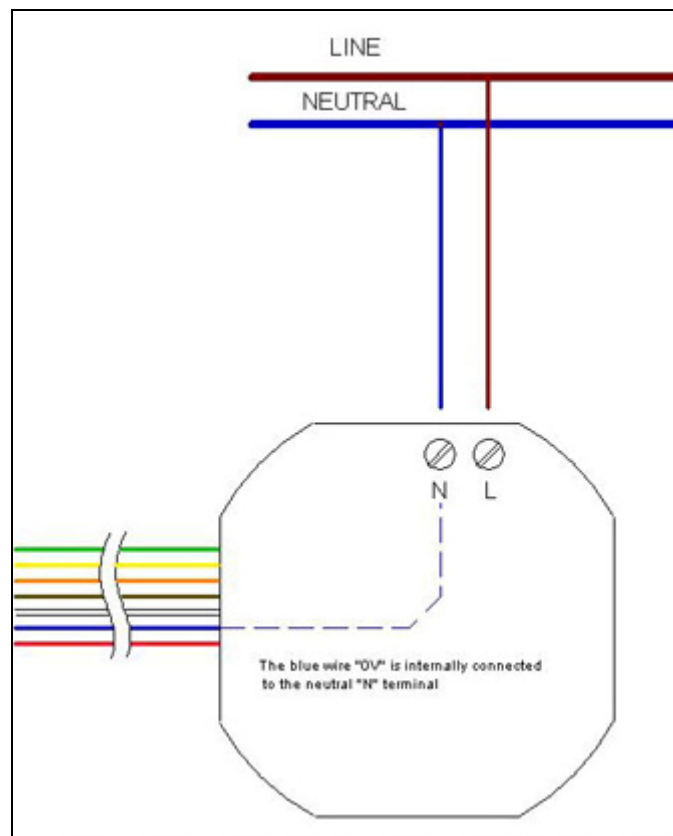 LINE
NEUTRAL
N L
The blue wire "0V" is internally connected
to the neutral "N" terminal